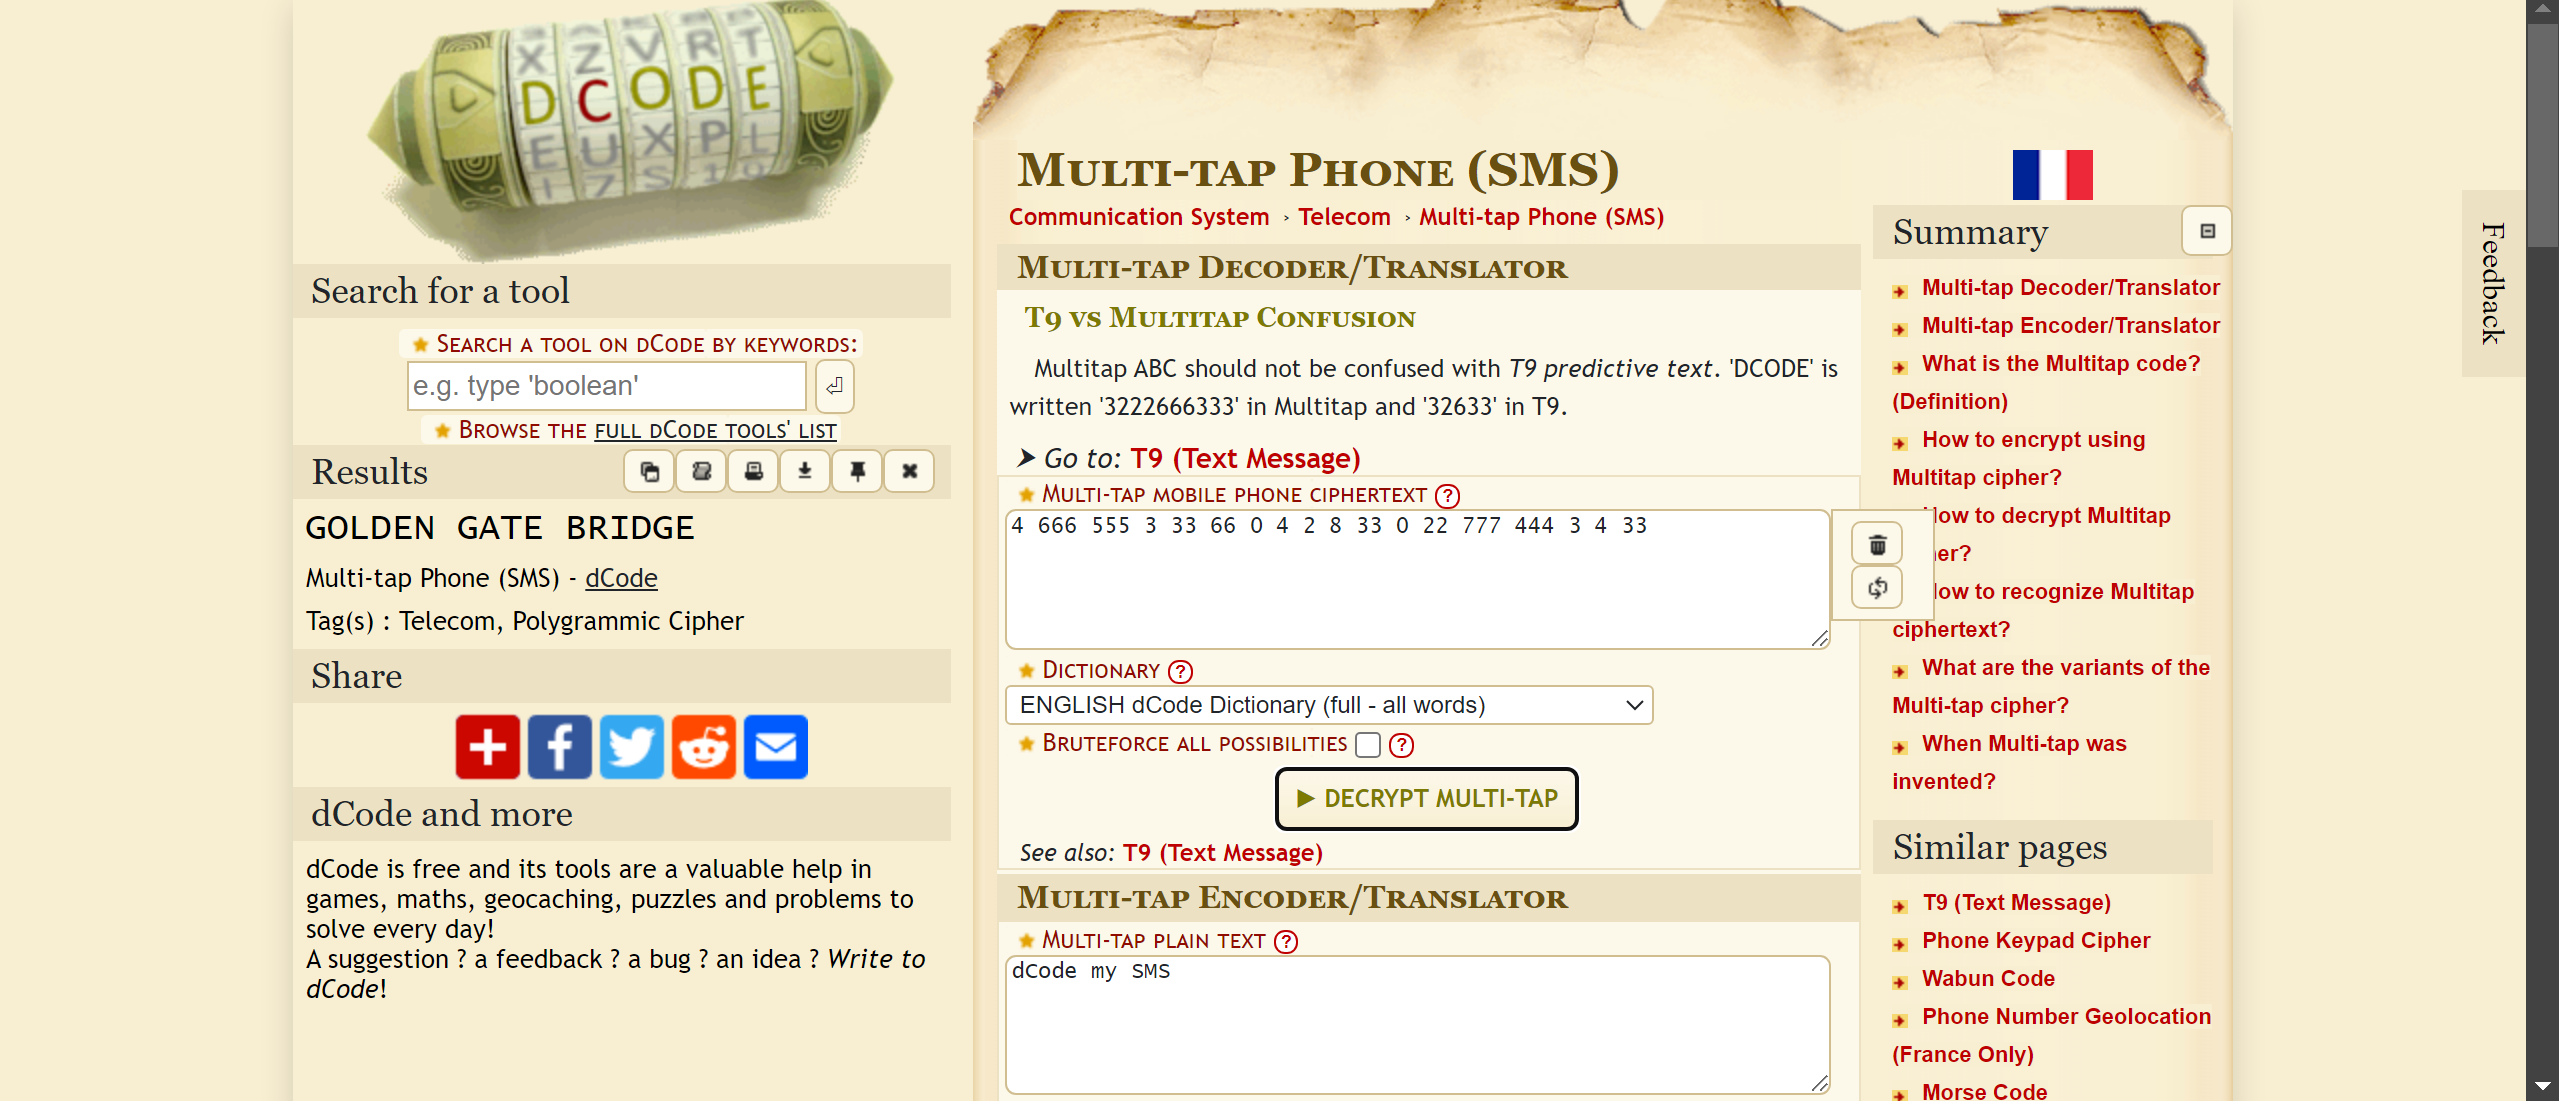 X Z V R T
D C O D E
E U X P L
I 7 S 1 9
Search for a tool
Search a tool on dCode by keywords:
e.g. type 'boolean'
Browse the full dCode tools' list
Results
GOLDEN GATE BRIDGE
Multi-tap Phone (SMS) - dCode
Tag(s) : Telecom, Polygrammic Cipher
Share
dCode and more
dCode is free and its tools are a valuable help in
games, maths, geocaching, puzzles and problems to
solve every day!
A suggestion ? a feedback ? a bug ? an idea ? Write to
dCode!
Multi-tap Phone (SMS)
Communication System › Telecom › Multi-tap Phone (SMS)
Multi-tap Decoder/Translator
T9 vs Multitap Confusion
Multitap ABC should not be confused with T9 predictive text. 'DCODE' is
written '3222666333' in Multitap and '32633' in T9.
➤ Go to: T9 (Text Message)
Multi-tap mobile phone ciphertext ?
4 666 555 3 33 66 0 4 2 8 33 0 22 777 444 3 4 33
Dictionary ?
ENGLISH dCode Dictionary (full - all words)
Bruteforce all possibilities ?
► DECRYPT MULTI-TAP
See also: T9 (Text Message)
Multi-tap Encoder/Translator
Multi-tap plain text ?
dCode my SMS
Summary
Multi-tap Decoder/Translator
Multi-tap Encoder/Translator
What is the Multitap code?
(Definition)
How to encrypt using
Multitap cipher?
ow to decrypt Multitap
er?
ow to recognize Multitap
ciphertext?
What are the variants of the
Multi-tap cipher?
When Multi-tap was
invented?
Similar pages
T9 (Text Message)
Phone Keypad Cipher
Wabun Code
Phone Number Geolocation
(France Only)
Morse Code
Feedback